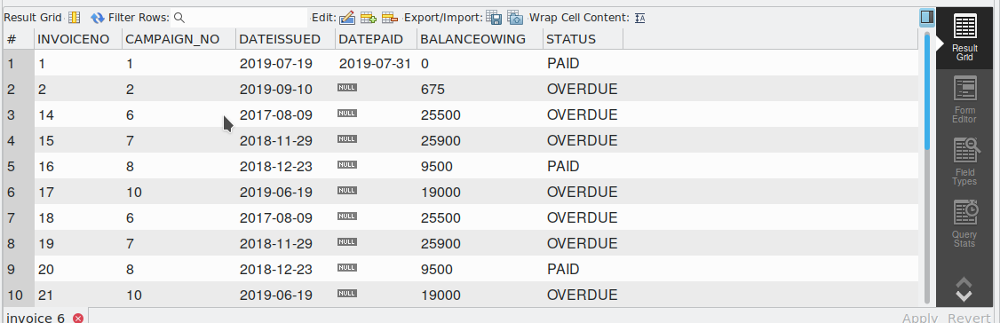 Result Grid Filter Rows: Edit: Export/Import: Wrap Cell Content:
# INVOICENO CAMPAIGN_NO DATEISSUED DATEPAID BALANCEOWING STATUS
1 1 1 2019-07-19 2019-07-31 0 PAID
2 2 2 2019-09-10 NULL 675 OVERDUE
3 14 6 2017-08-09 NULL 25500 OVERDUE
4 15 7 2018-11-29 NULL 25900 OVERDUE
5 16 8 2018-12-23 NULL 9500 PAID
6 17 10 2019-06-19 NULL 19000 OVERDUE
7 18 6 2017-08-09 NULL 25500 OVERDUE
8 19 7 2018-11-29 NULL 25900 OVERDUE
9 20 8 2018-12-23 NULL 9500 PAID
10 21 10 2019-06-19 NULL 19000 OVERDUE
invoice 6 Apply Revert
Result
Grid
Form
Editor
Field
Types
Query
Stats